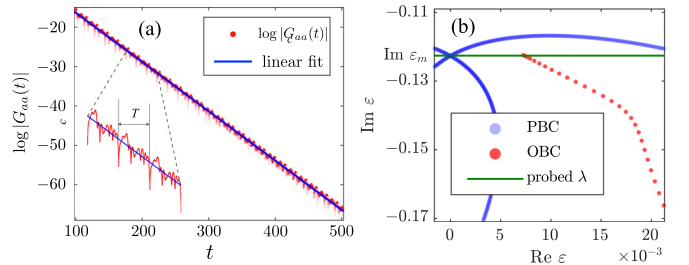 (a)
log |G_aa(t)|
linear fit
T
c
log |G_aa(t)|
−20
−30
−40
−50
−60
100
200
300
400
500
t
(b)
−0.11
Im ε_m
−0.13
−0.15
−0.17
Im ε
PBC
OBC
probed λ
0
5
10
15
20
Re ε
×10⁻³